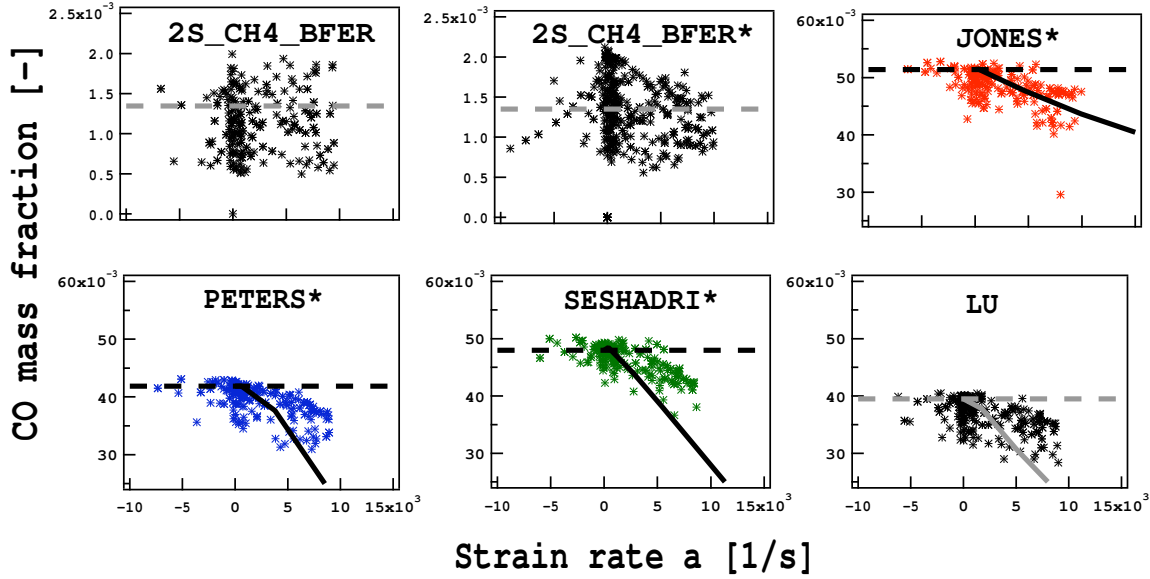 CO mass fraction [-]
2.5x10⁻³
2.0
1.5
1.0
0.5
0.0
2S_CH4_BFER
2.5x10⁻³
2.0
1.5
1.0
0.5
0.0
2S_CH4_BFER*
60x10⁻³
50
40
30
JONES*
60x10⁻³
50
40
30
PETERS*
-10 -5 0 5 10 15x10³
60x10⁻³
50
40
30
SESHADRI*
-10 -5 0 5 10 15x10³
60x10⁻³
50
40
30
LU
-10 -5 0 5 10 15x10³
Strain rate a [1/s]